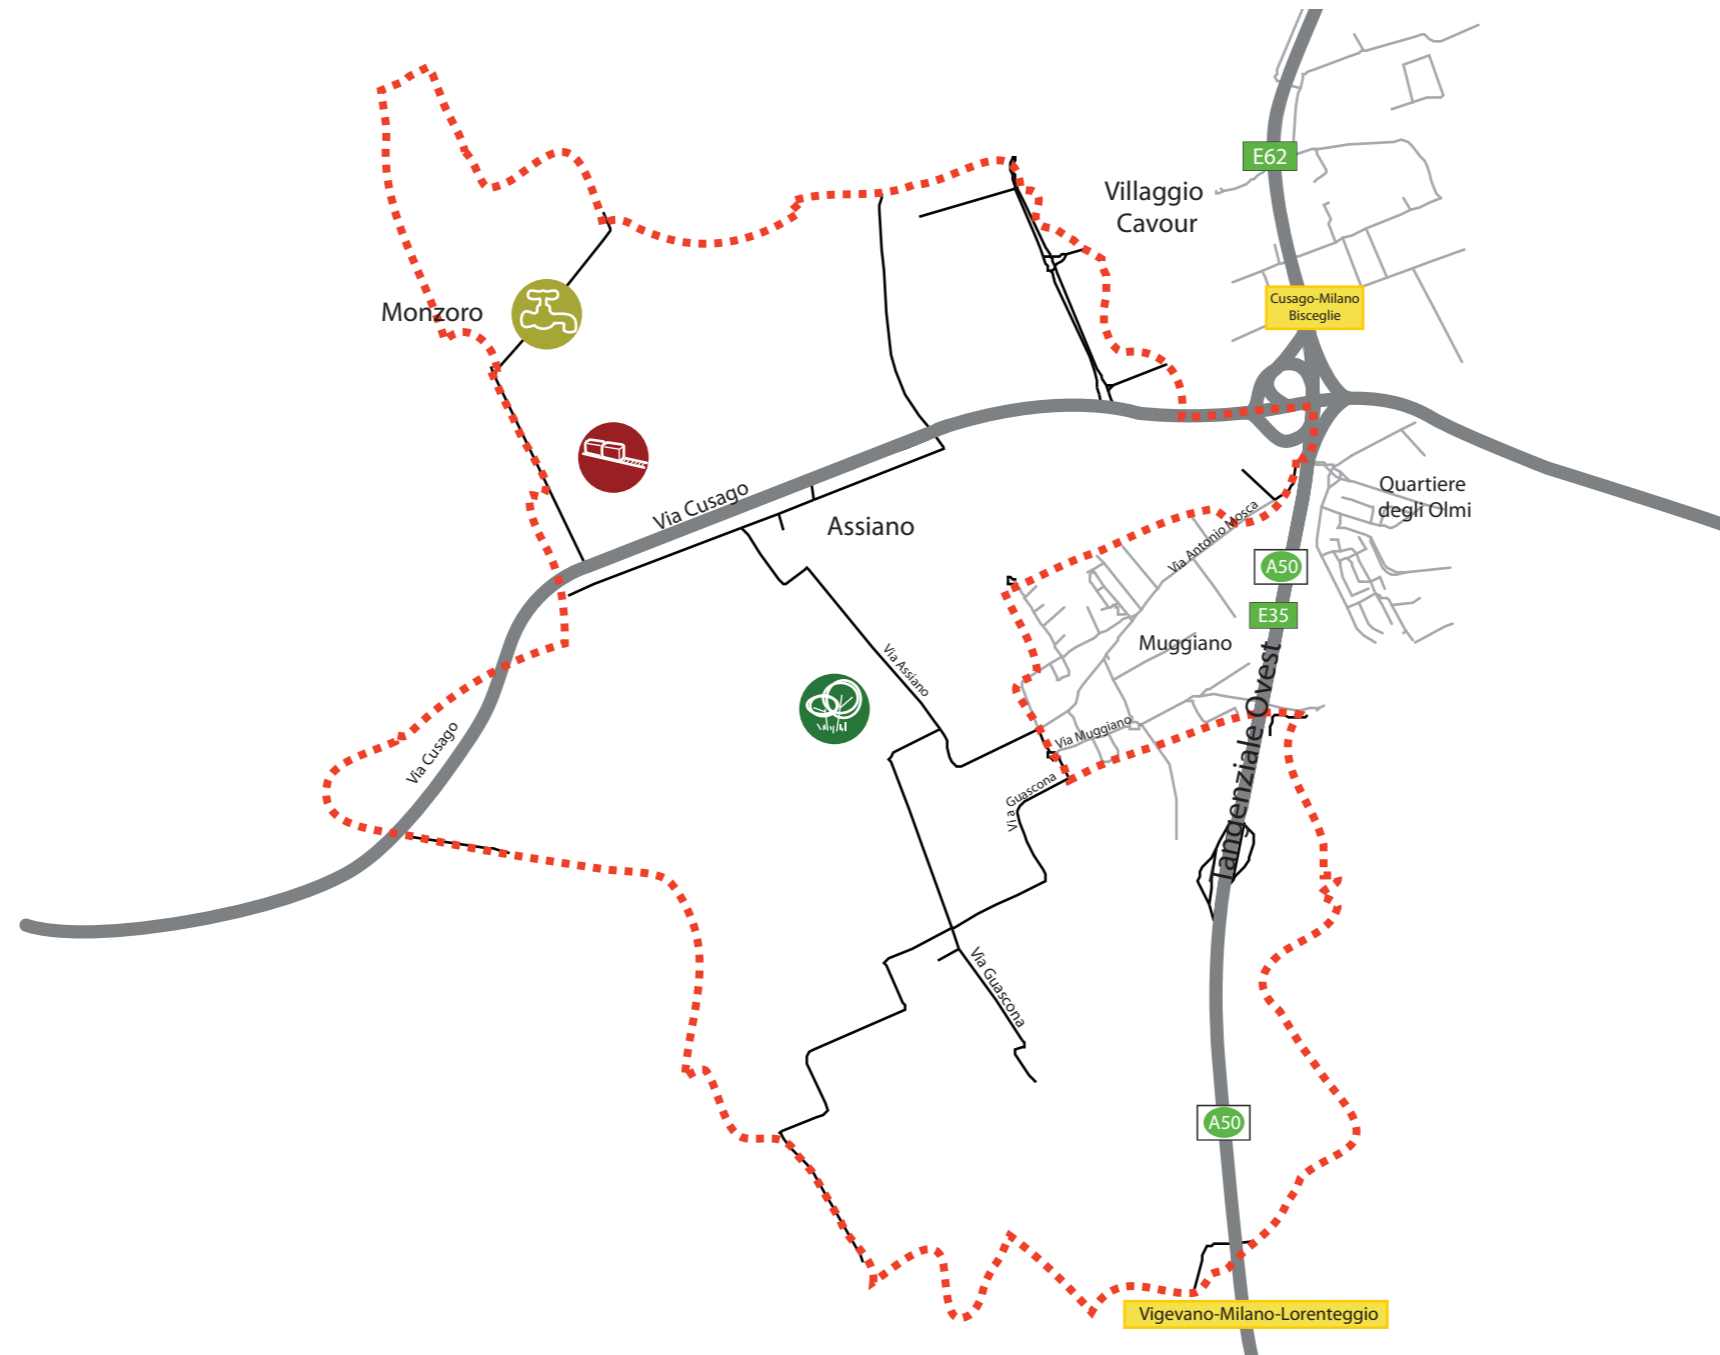 E62
Villaggio
Cavour
Cusago-Milano
Bisceglie
Monzoro
Via Cusago
Assiano
Quartiere
degli Olmi
Via Antonio Mosca
A50
E35
Muggiano
Via Assiano
Via Muggiano
Via Cusago
Via Guascona
Tangenziale Ovest
Via Guascona
A50
Vigevano-Milano-Lorenteggio